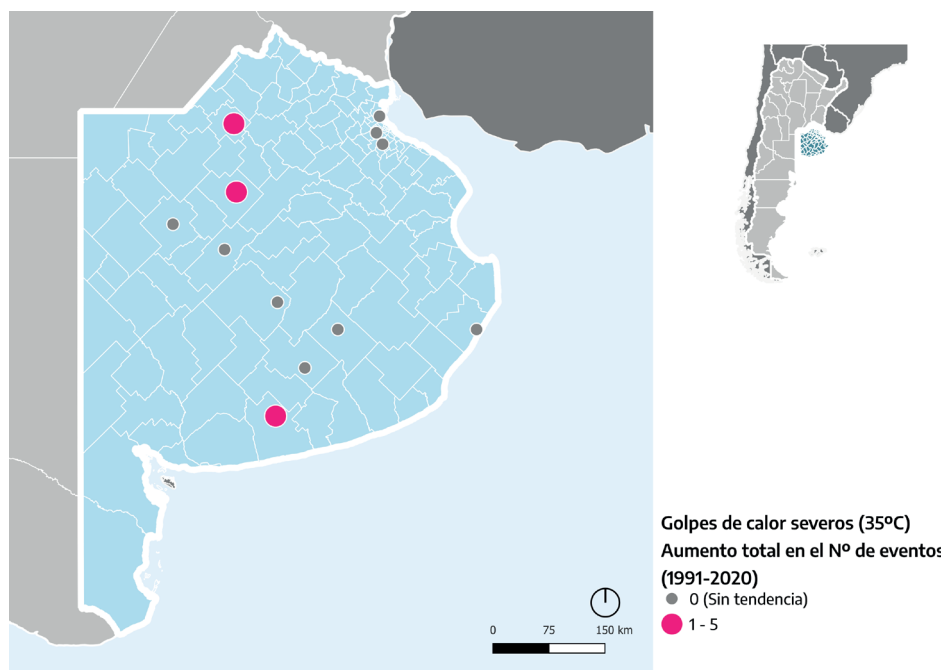 Golpes de calor severos (35ºC)
Aumento total en el Nº de eventos
(1991-2020)
0 (Sin tendencia)
1 - 5
0 75 150 km